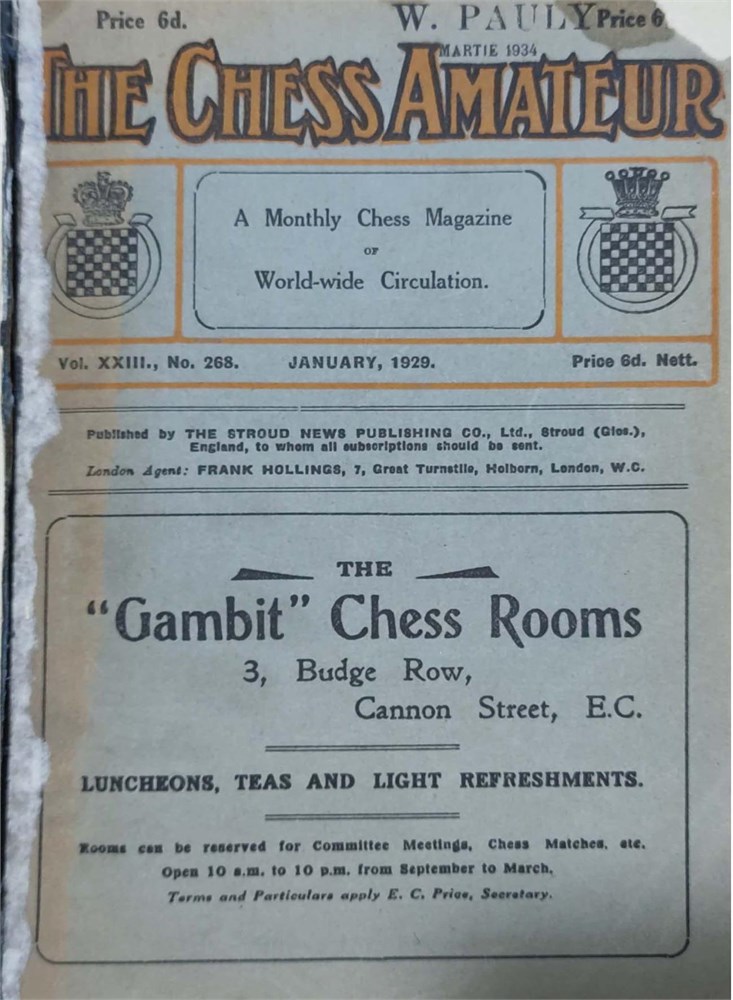 Price 6d. W. PAULY Price 6
MARTIE 1934
THE CHESS AMATEUR
A Monthly Chess Magazine
OF
World-wide Circulation.
Vol. XXIII., No. 268. JANUARY, 1929. Price 6d. Nett.
Published by THE STROUD NEWS PUBLISHING CO., Ltd., Stroud (Glos.),
England, to whom all subscriptions should be sent.
London Agent: FRANK HOLLINGS, 7, Great Turnstile, Holborn, London, W.C.
THE
"Gambit" Chess Rooms
3, Budge Row,
Cannon Street, E.C.
LUNCHEONS, TEAS AND LIGHT REFRESHMENTS.
Rooms can be reserved for Committee Meetings, Chess Matches, etc.
Open 10 a.m. to 10 p.m. from September to March.
Terms and Particulars apply E. C. Price, Secretary.